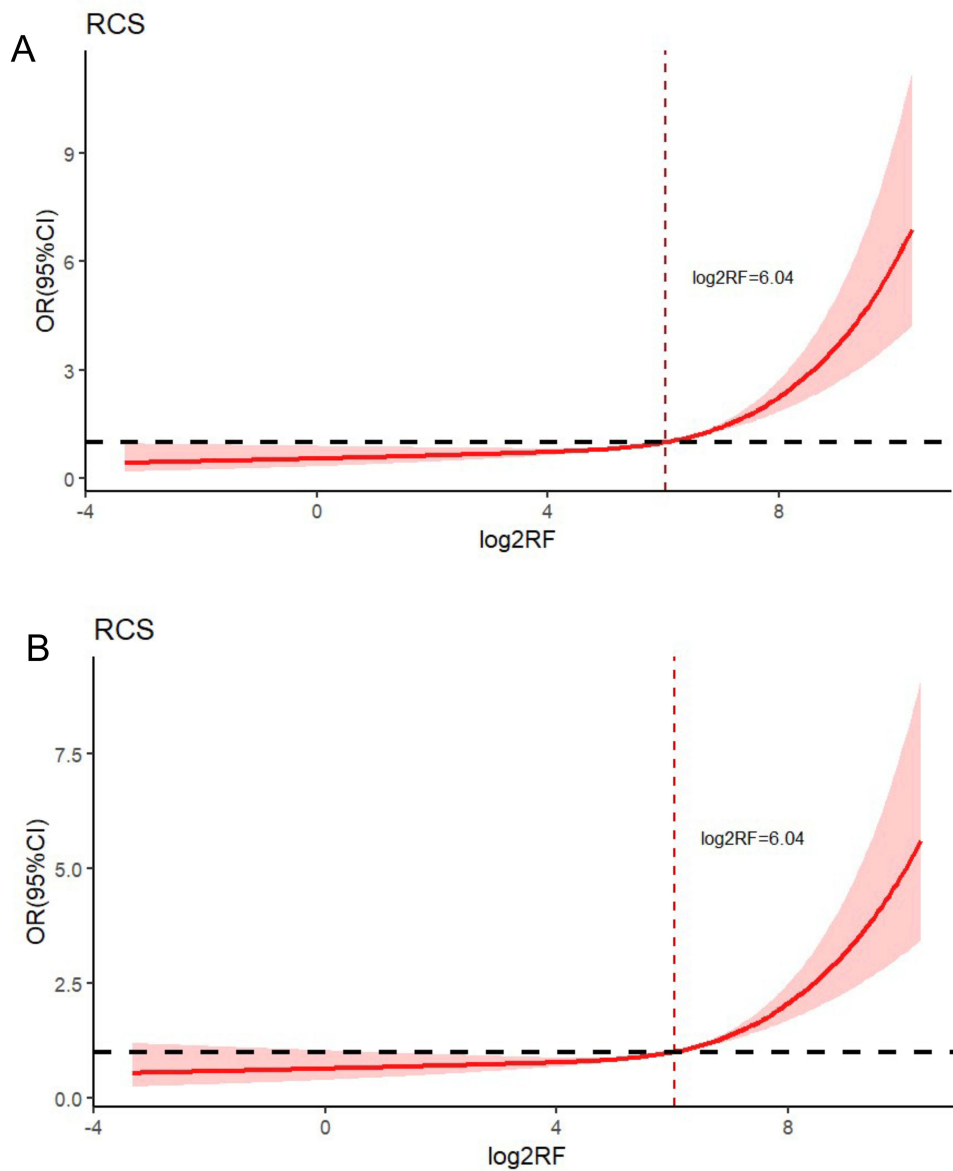 A
RCS
OR(95%CI)
9
6
3
0
log2RF=6.04
-4 0 4 8
log2RF
B
RCS
OR(95%CI)
7.5
5.0
2.5
0.0
log2RF=6.04
-4 0 4 8
log2RF